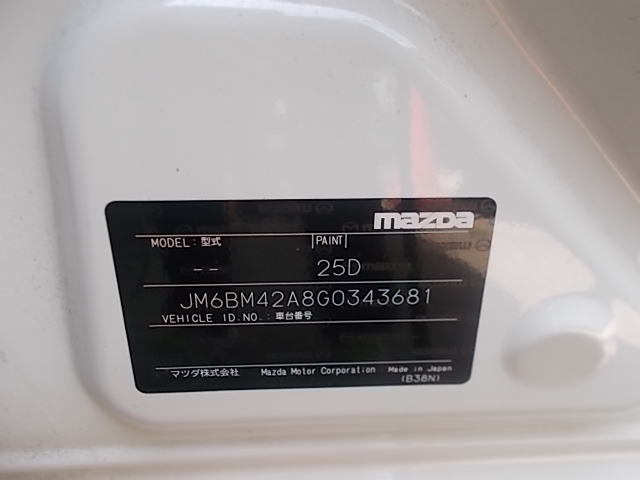 mazda
MODEL: 型式 PAINT
-- 25D
JM6BM42A8G0343681
VEHICLE ID.NO.: 車台番号
マツダ株式会社 Mazda Motor Corporation Made in Japan
(B38N)